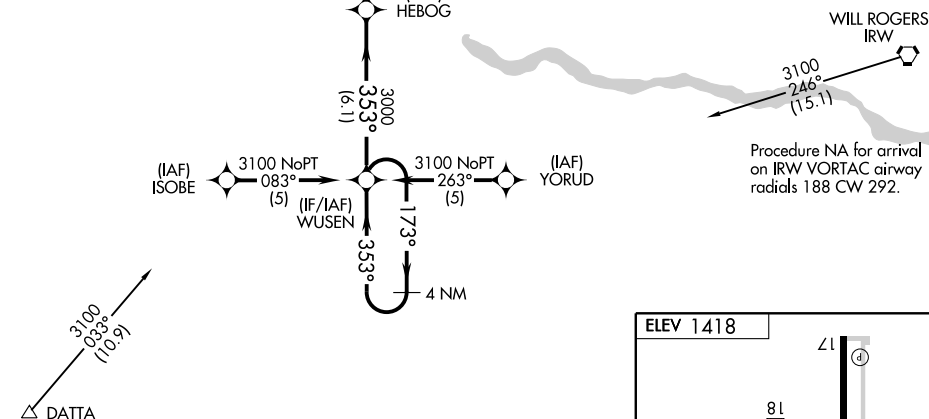 HEBOG
WILL ROGERS
IRW
3100
246°
(15.1)
3000
353°
(6.1)
Procedure NA for arrival
on IRW VORTAC airway
radials 188 CW 292.
(IAF)
ISOBE
3100 NoPT
083°
(5)
(IF/IAF)
WUSEN
3100 NoPT
263°
(5)
(IAF)
YORUD
173°
353°
4 NM
3100
033°
(10.9)
DATTA
ELEV 1418
17
P
18